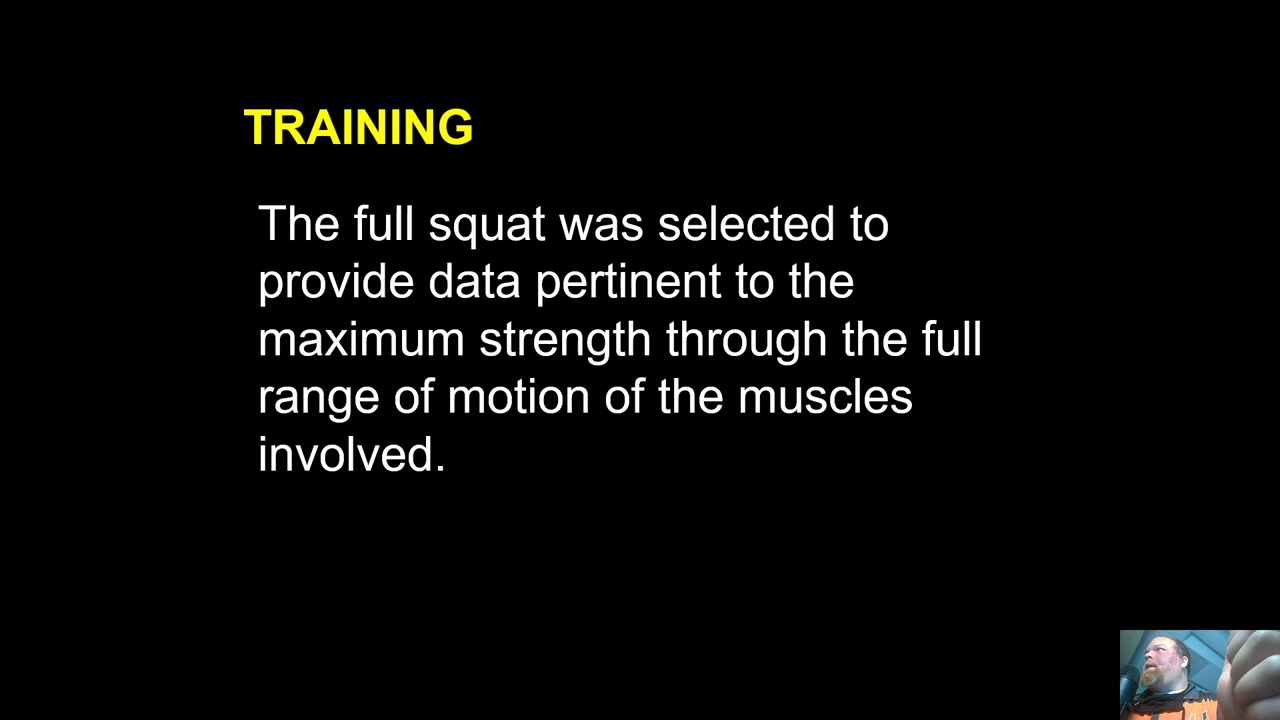 TRAINING
The full squat was selected to
provide data pertinent to the
maximum strength through the full
range of motion of the muscles
involved.